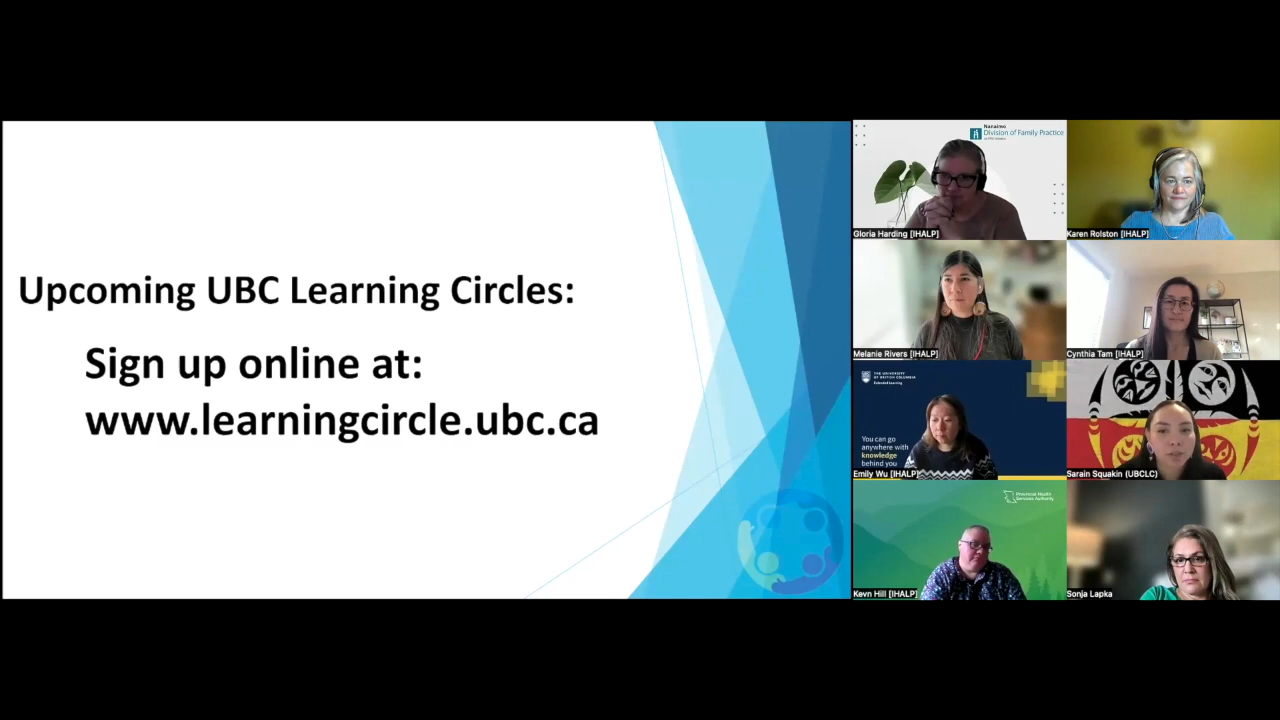 Upcoming UBC Learning Circles:
Sign up online at:
www.learningcircle.ubc.ca
Nanaimo
Division of Family Practice
Gloria Harding [IHALP]
Karen Rolston [IHALP]
Melanie Rivers [IHALP]
Cynthia Tam [IHALP]
THE UNIVERSITY
OF BRITISH COLUMBIA
Extended Learning
You can go
anywhere with
knowledge
behind you
Emily Wu [IHALP]
Sarain Squakin (UBCLC)
Provincial Health
Services Authority
Kevn Hill [IHALP]
Sonja Lapka